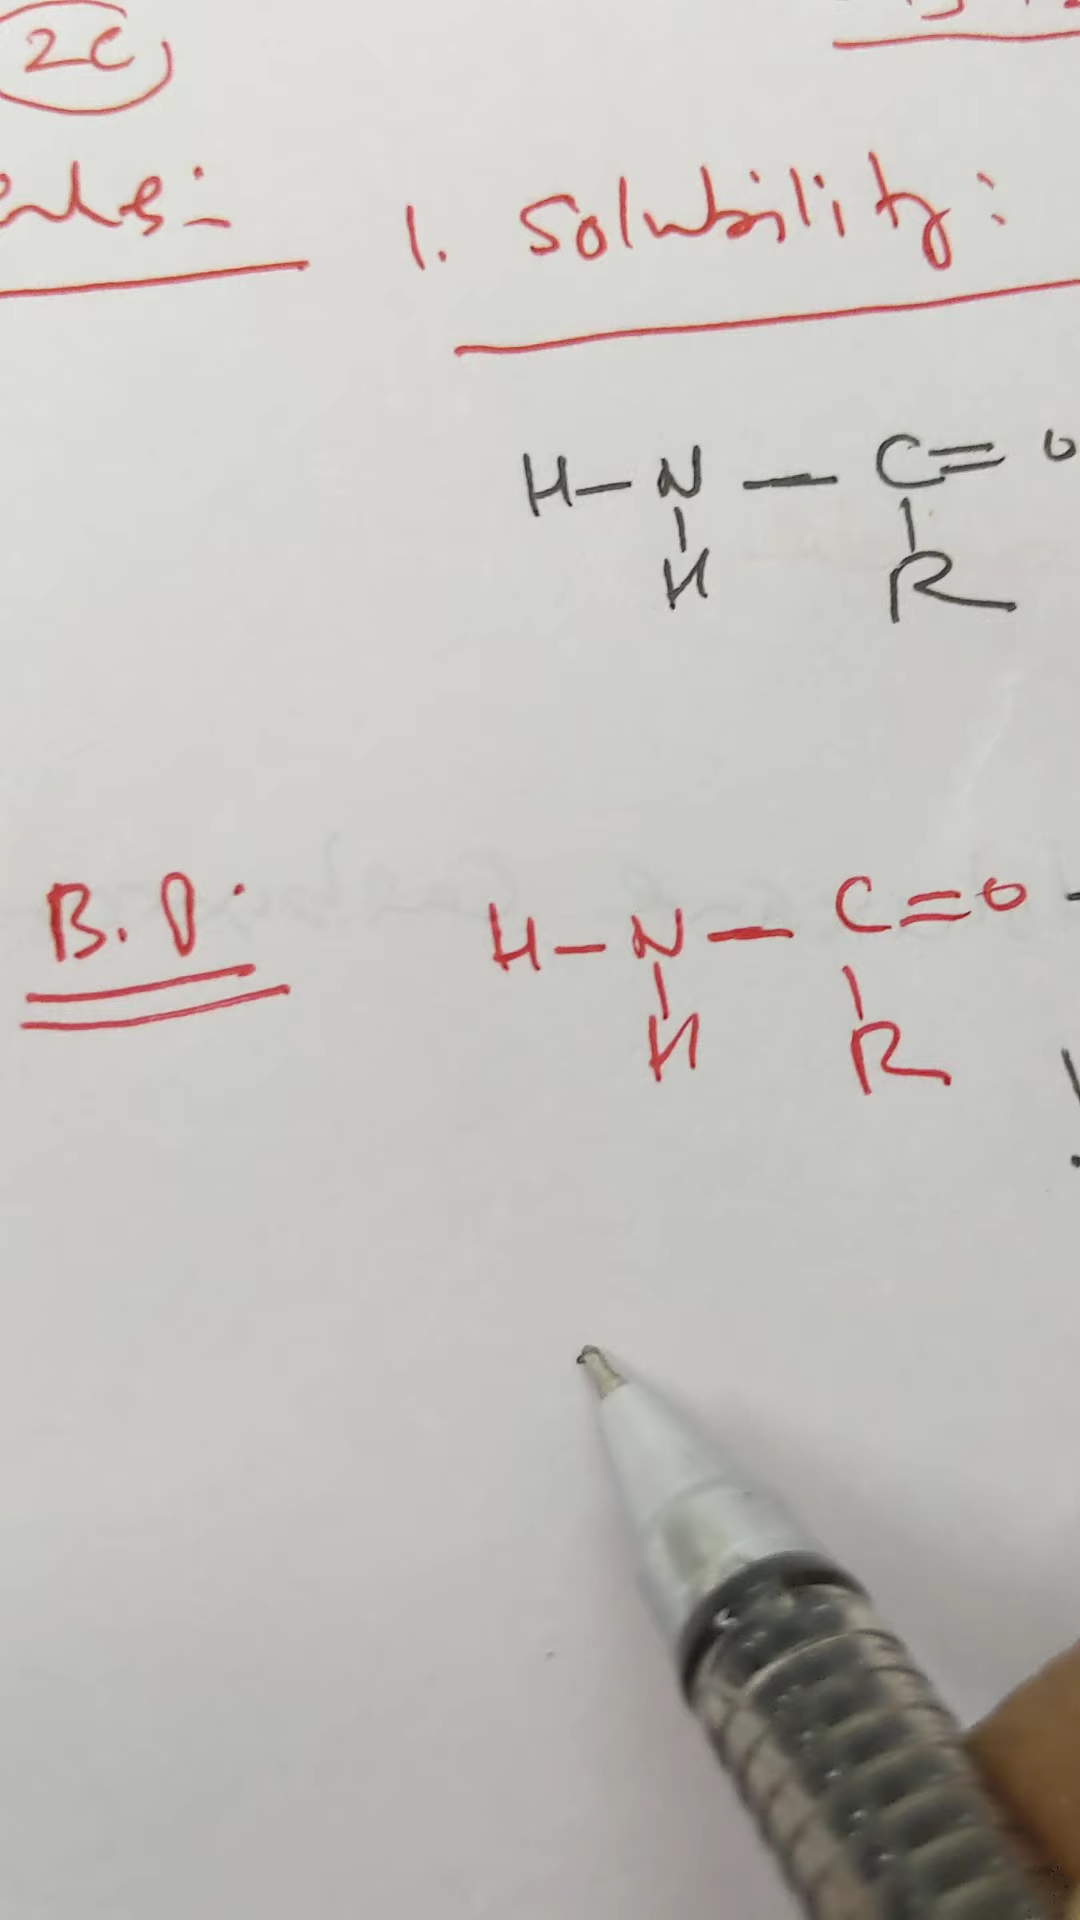 2C
1. Solubility:
H-N-C=O
H R
B.P.
H-N-C=O
H R